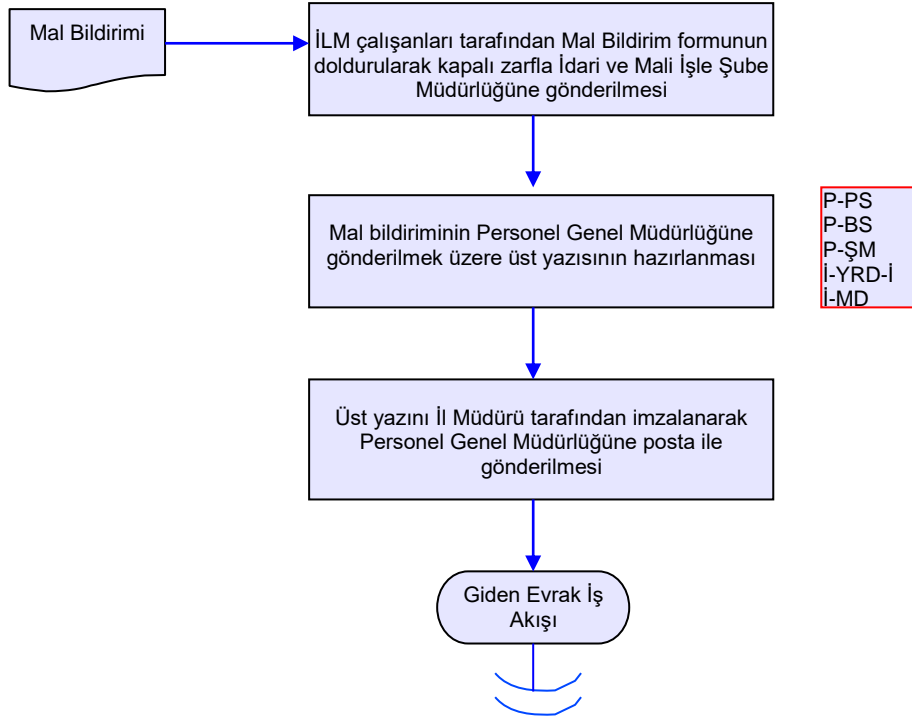 Mal Bildirimi
İLM çalışanları tarafından Mal Bildirim formunun
doldurularak kapalı zarfla İdari ve Mali İşle Şube
Müdürlüğüne gönderilmesi
Mal bildiriminin Personel Genel Müdürlüğüne
gönderilmek üzere üst yazısının hazırlanması
P-PS
P-BS
P-ŞM
İ-YRD-İ
İ-MD
Üst yazını İl Müdürü tarafından imzalanarak
Personel Genel Müdürlüğüne posta ile
gönderilmesi
Giden Evrak İş
Akışı